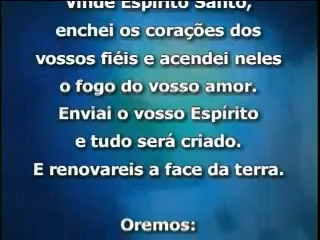 Vinde Espírito Santo,
enchei os corações dos
vossos fiéis e acendei neles
o fogo do vosso amor.
Enviai o vosso Espírito
e tudo será criado.
E renovareis a face da terra.
Oremos: